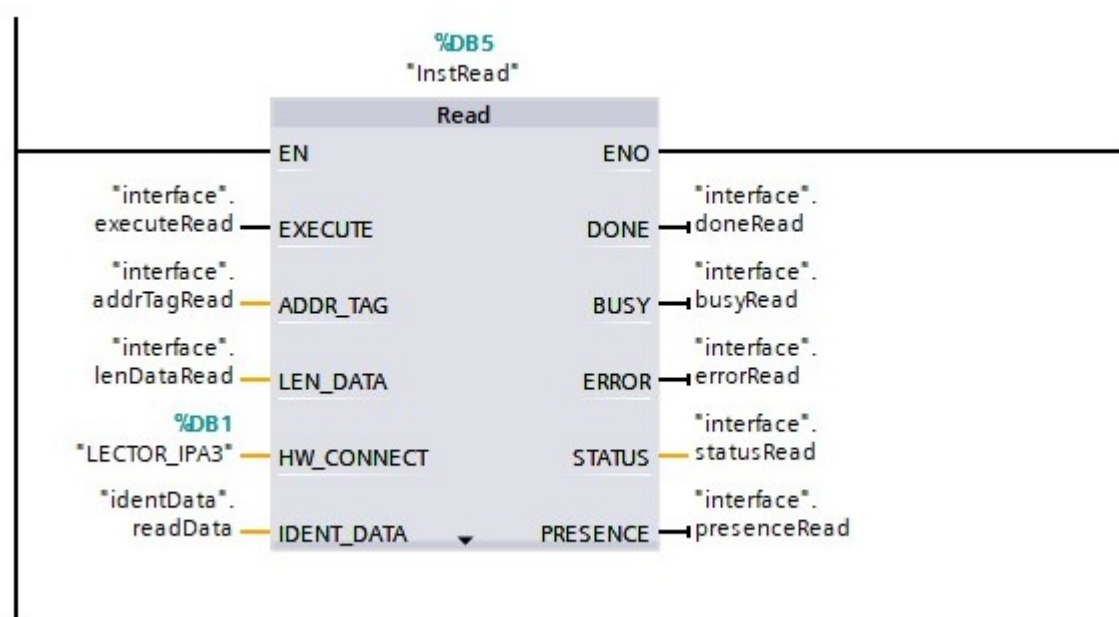 %DB5
"InstRead"
Read
EN ENO
"interface". "interface".
executeRead EXECUTE DONE doneRead
"interface". "interface".
addrTagRead ADDR_TAG BUSY busyRead
"interface". "interface".
lenDataRead LEN_DATA ERROR errorRead
%DB1 "interface".
"LECTOR_IPA3" HW_CONNECT STATUS statusRead
"identData". "interface".
readData IDENT_DATA PRESENCE presenceRead